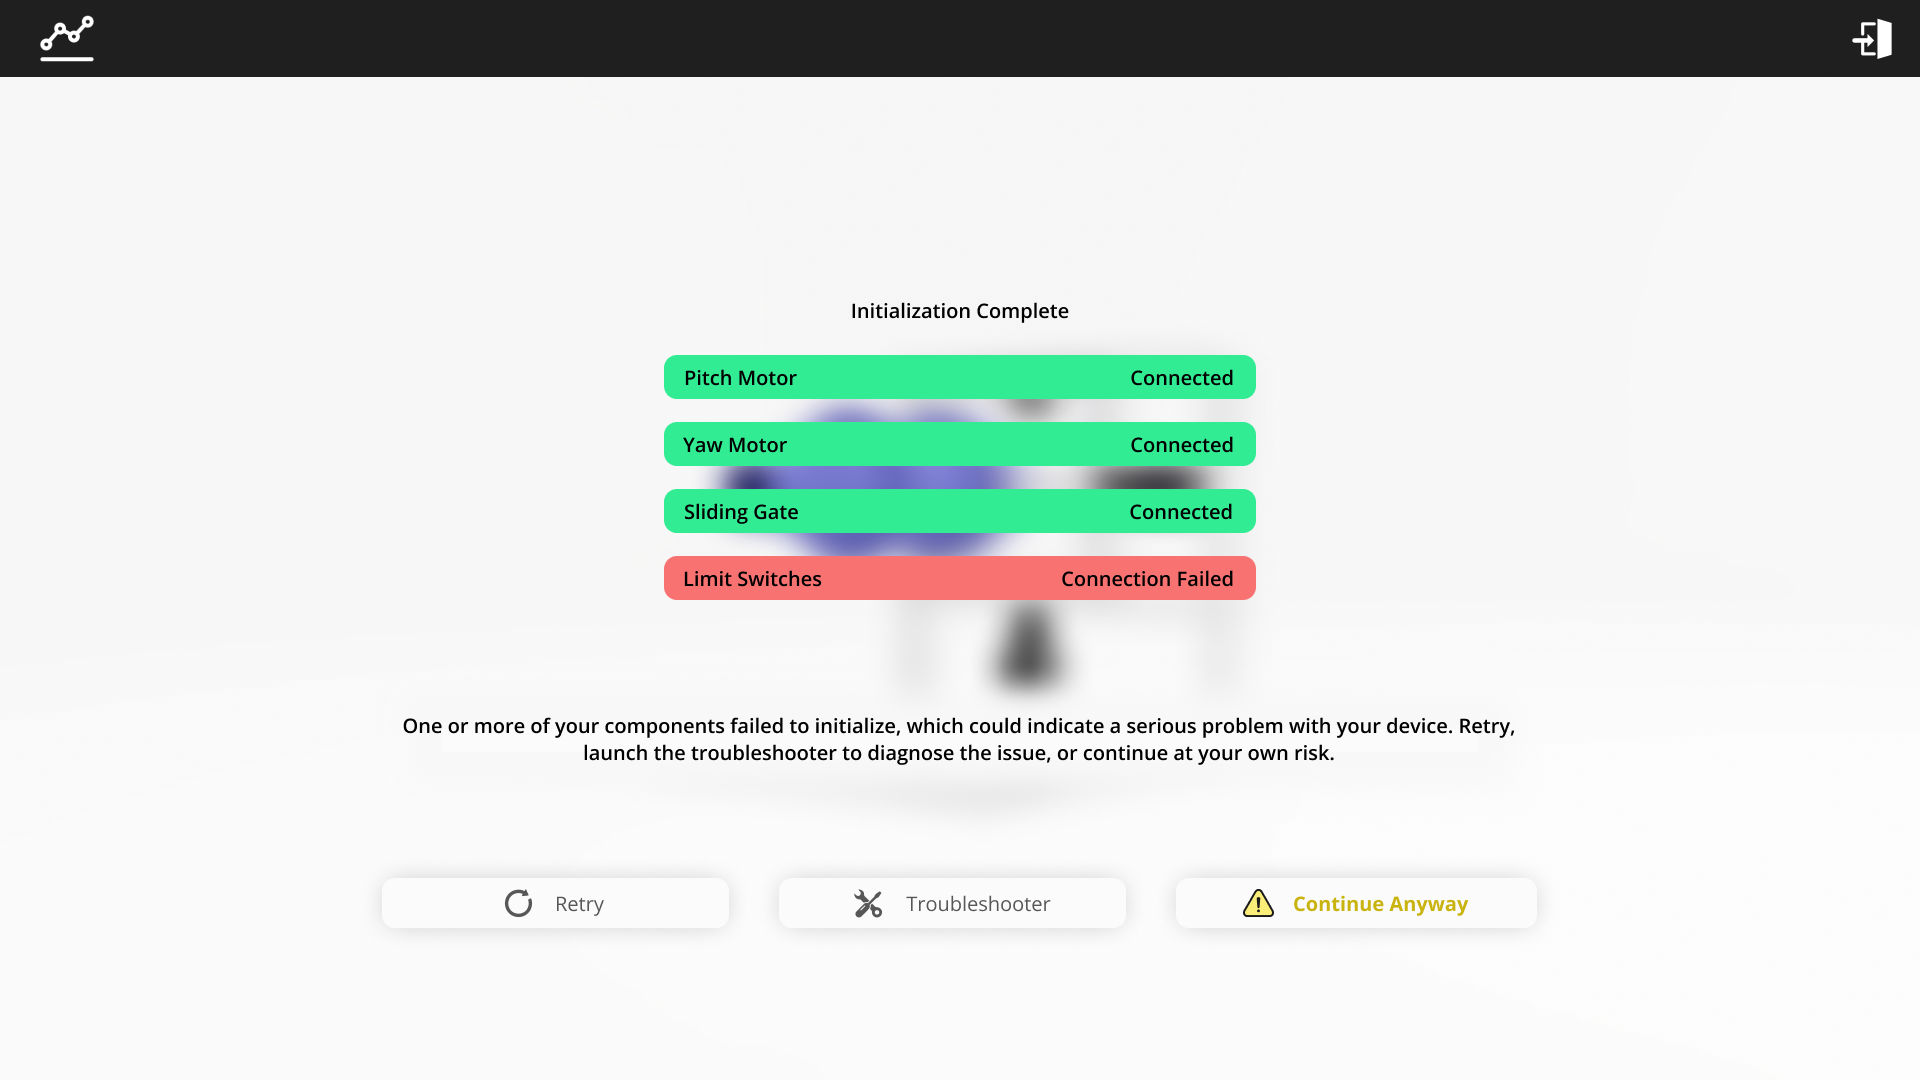 Initialization Complete
Pitch Motor Connected
Yaw Motor Connected
Sliding Gate Connected
Limit Switches Connection Failed
One or more of your components failed to initialize, which could indicate a serious problem with your device. Retry,
launch the troubleshooter to diagnose the issue, or continue at your own risk.
Retry Troubleshooter Continue Anyway